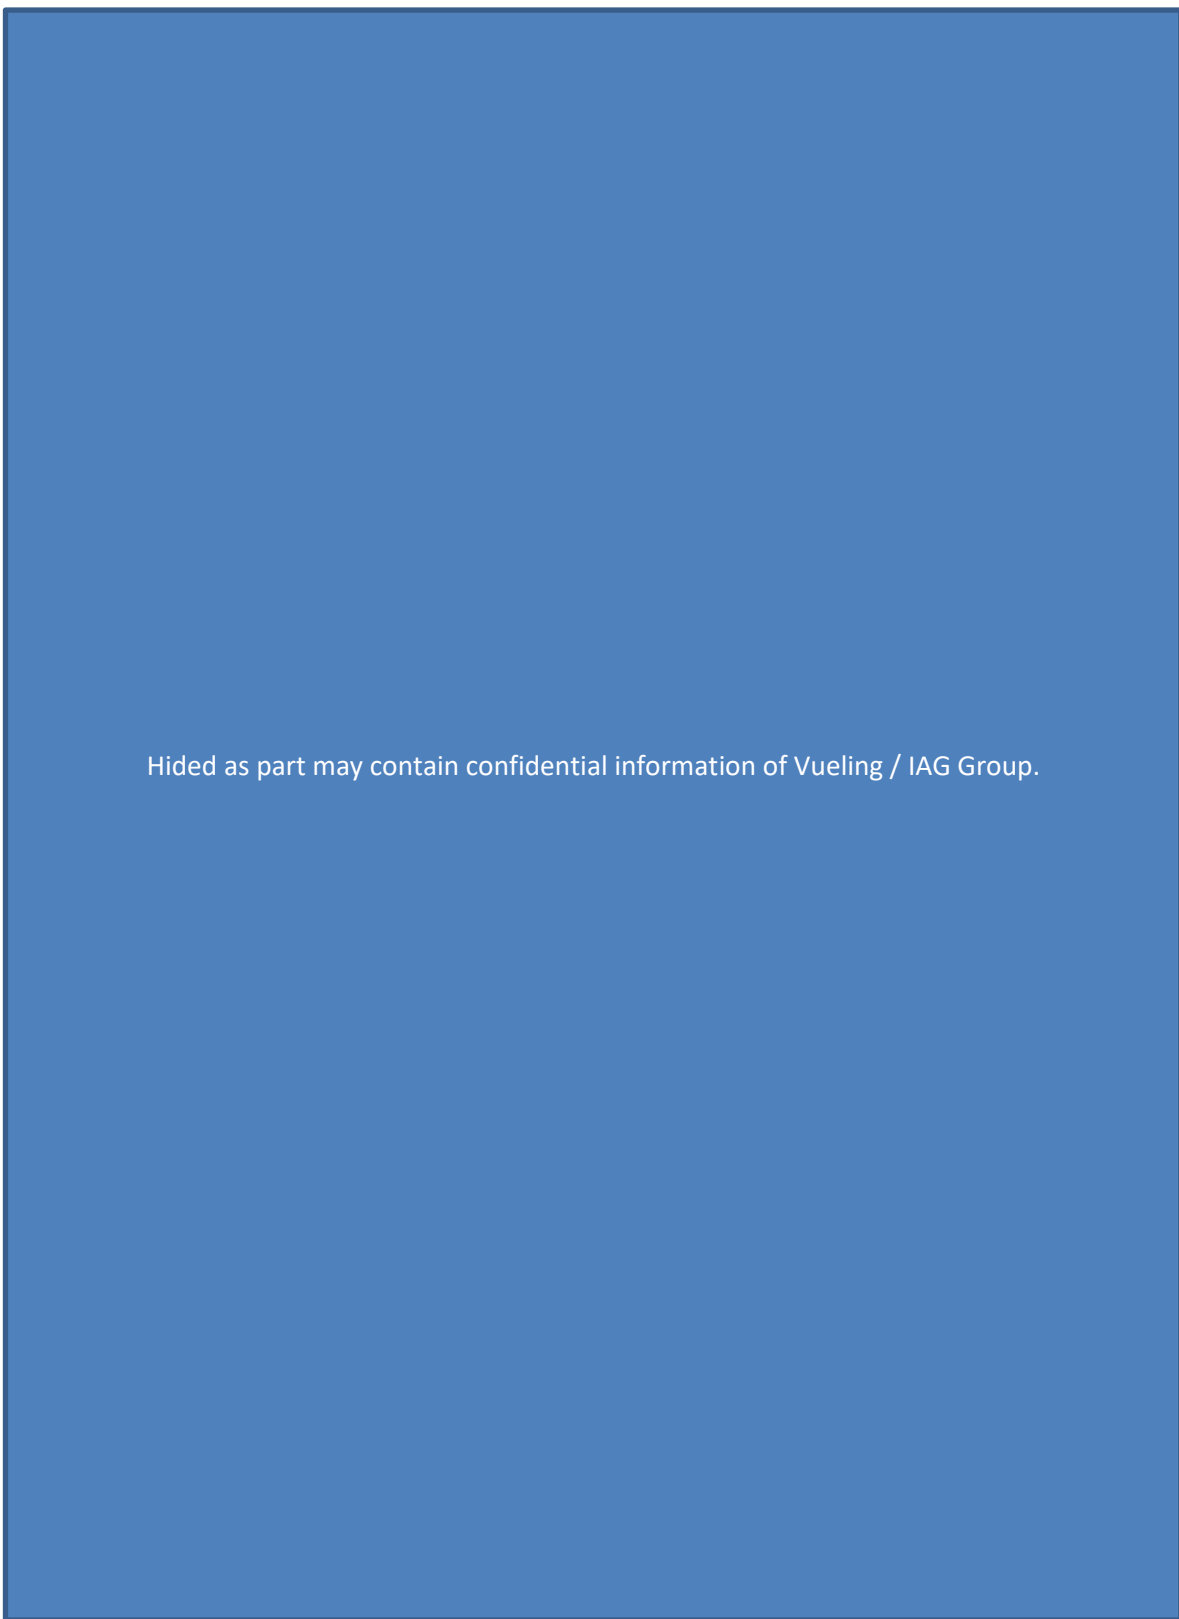 Hided as part may contain confidential information of Vueling / IAG Group.